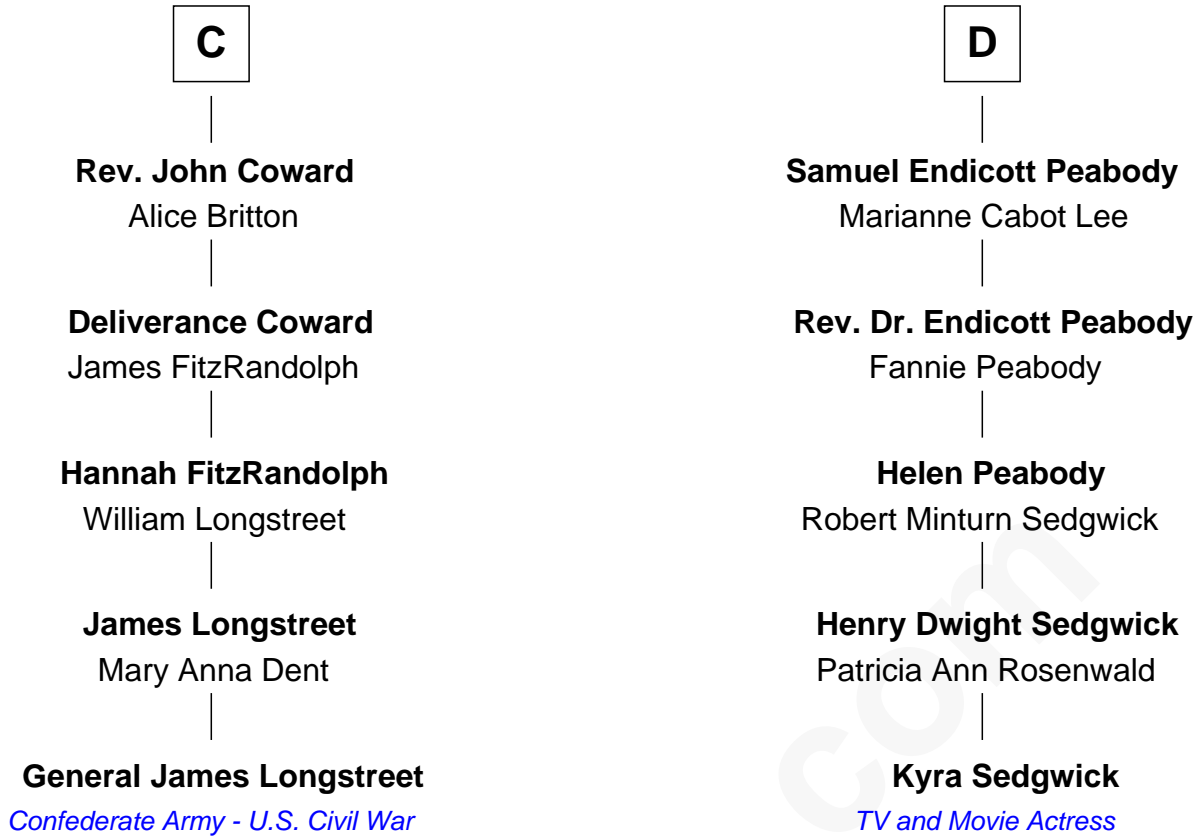 C
Rev. John Coward
Alice Britton
Deliverance Coward
James FitzRandolph
Hannah FitzRandolph
William Longstreet
James Longstreet
Mary Anna Dent
General James Longstreet
Confederate Army - U.S. Civil War
D
Samuel Endicott Peabody
Marianne Cabot Lee
Rev. Dr. Endicott Peabody
Fannie Peabody
Helen Peabody
Robert Minturn Sedgwick
Henry Dwight Sedgwick
Patricia Ann Rosenwald
Kyra Sedgwick
TV and Movie Actress
com